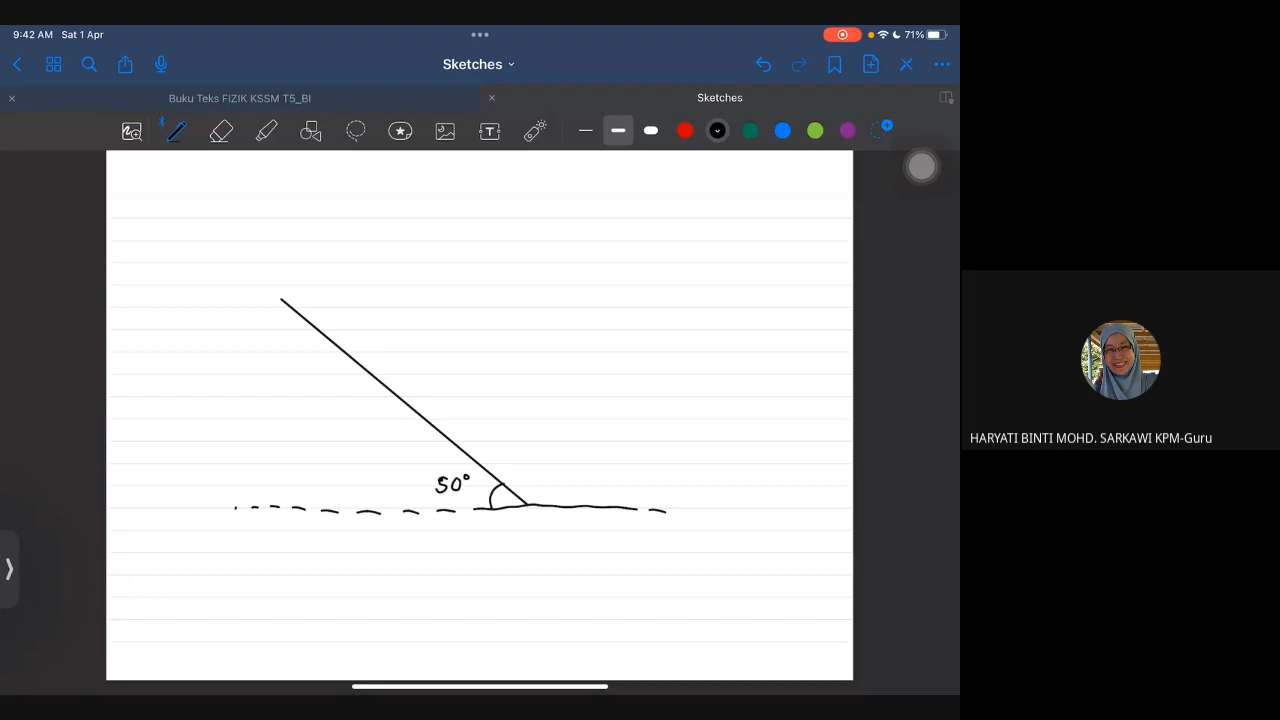 9:42 AM Sat 1 Apr
71%
Sketches
Buku Teks FIZIK KSSM T5_BI
Sketches
T
50°
HARYATI BINTI MOHD. SARKAWI KPM-Guru